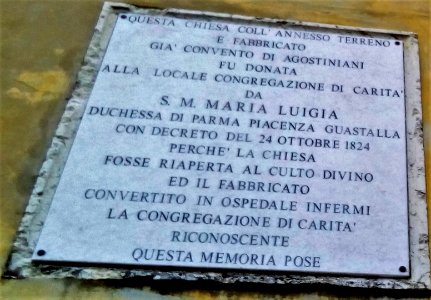 QUESTA CHIESA COLL' ANNESSO TERRENO
E FABBRICATO
GIA' CONVENTO DI AGOSTINIANI
FU DONATA
ALLA LOCALE CONGREGAZIONE DI CARITA'
DA
S. M. MARIA LUIGIA
DUCHESSA DI PARMA PIACENZA GUASTALLA
CON DECRETO DEL 24 OTTOBRE 1824
PERCHE' LA CHIESA
FOSSE RIAPERTA AL CULTO DIVINO
ED IL FABBRICATO
CONVERTITO IN OSPEDALE INFERMI
LA CONGREGAZIONE DI CARITA'
RICONOSCENTE
QUESTA MEMORIA POSE